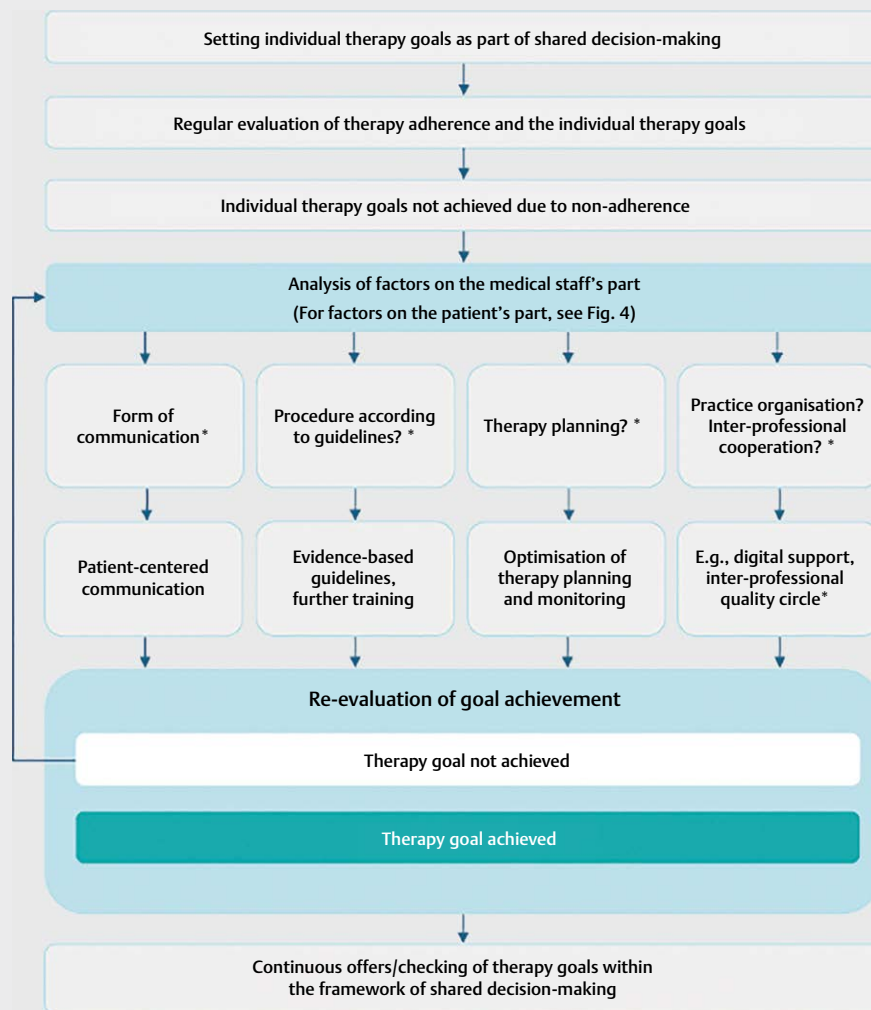 Setting individual therapy goals as part of shared decision-making
Regular evaluation of therapy adherence and the individual therapy goals
Individual therapy goals not achieved due to non-adherence
Analysis of factors on the medical staff's part
(For factors on the patient's part, see Fig. 4)
Form of
communication*
Procedure according
to guidelines? *
Therapy planning? *
Practice organisation?
Inter-professional
cooperation? *
Patient-centered
communication
Evidence-based
guidelines,
further training
Optimisation of
therapy planning
and monitoring
E.g., digital support,
inter-professional
quality circle*
Re-evaluation of goal achievement
Therapy goal not achieved
Therapy goal achieved
Continuous offers/checking of therapy goals within
the framework of shared decision-making